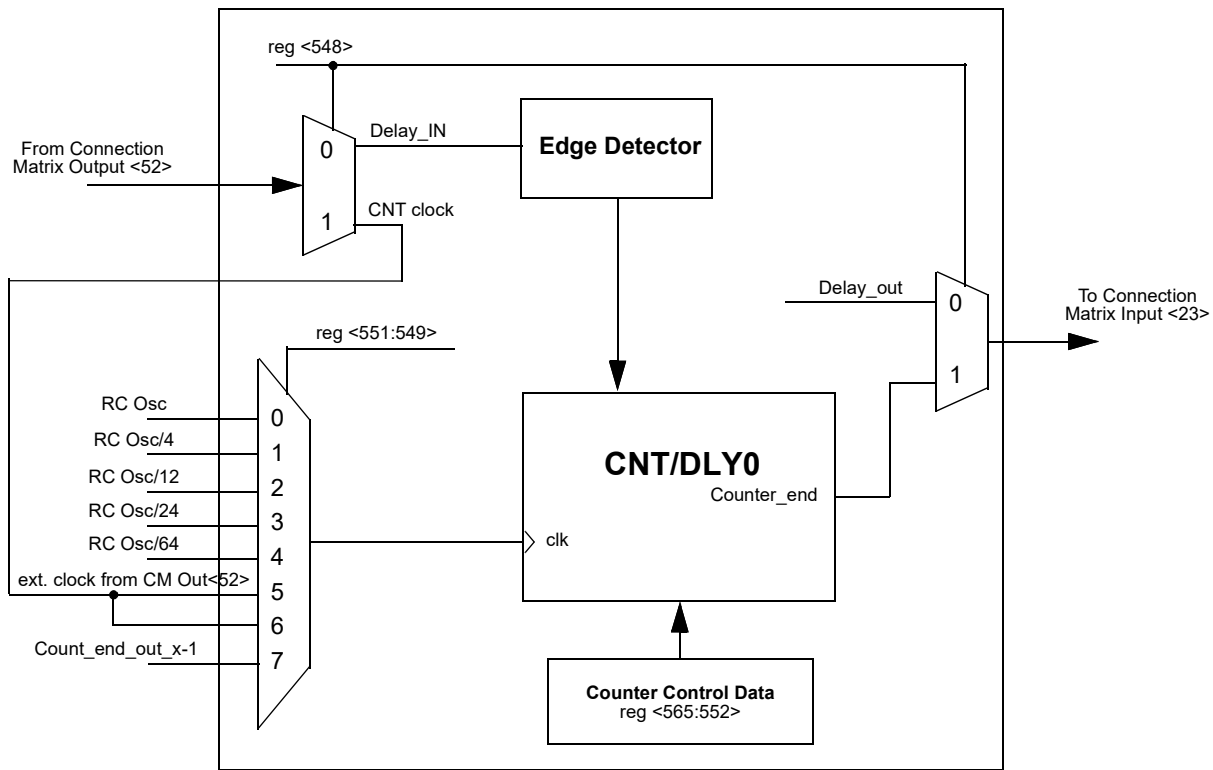 reg <548>
From Connection
Matrix Output <52>
0
1
Delay_IN
CNT clock
Edge Detector
Delay_out
0
1
To Connection
Matrix Input <23>
reg <551:549>
RC Osc
RC Osc/4
RC Osc/12
RC Osc/24
RC Osc/64
ext. clock from CM Out<52>
Count_end_out_x-1
0
1
2
3
4
5
6
7
CNT/DLY0
Counter_end
clk
Counter Control Data
reg <565:552>